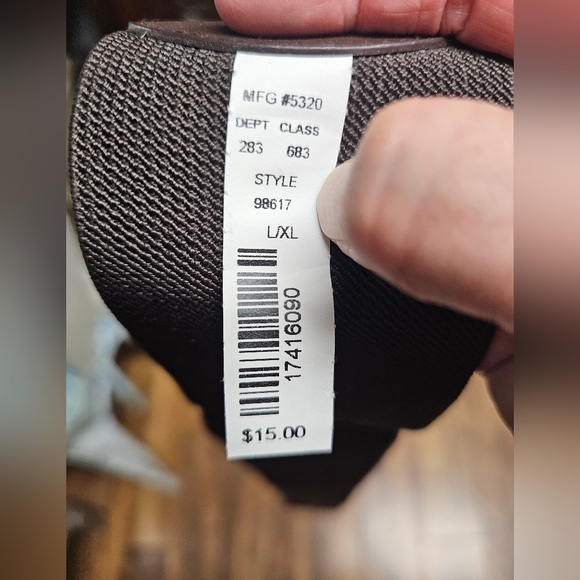 MFG #5320
DEPT CLASS
283 683
STYLE
98617
L/XL
17416090
$15.00